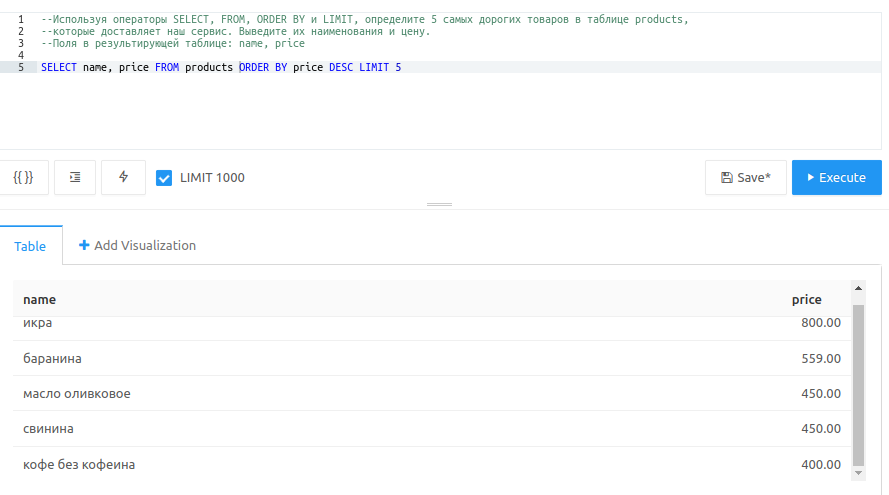 1 --Используя операторы SELECT, FROM, ORDER BY и LIMIT, определите 5 самых дорогих товаров в таблице products,
2 --которые доставляет наш сервис. Выведите их наименования и цену.
3 --Поля в результирующей таблице: name, price
4
5 SELECT name, price FROM products ORDER BY price DESC LIMIT 5
{{ }} LIMIT 1000 Save* Execute
Table + Add Visualization
name price
икра 800.00
баранина 559.00
масло оливковое 450.00
свинина 450.00
кофе без кофеина 400.00